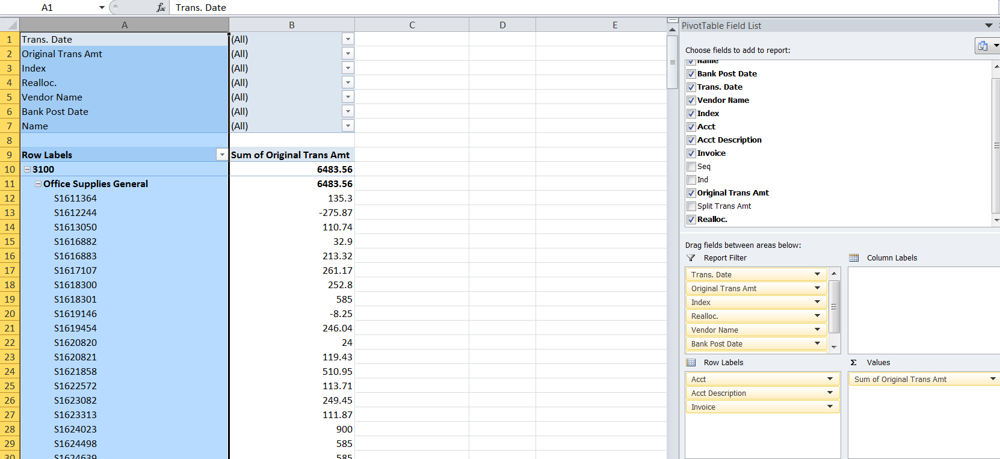 A1 fx Trans. Date
A B C D E
1 Trans. Date (All)
2 Original Trans Amt (All)
3 Index (All)
4 Realloc. (All)
5 Vendor Name (All)
6 Bank Post Date (All)
7 Name (All)
8
9 Row Labels Sum of Original Trans Amt
10 3100 6483.56
11 Office Supplies General 6483.56
12 S1611364 135.3
13 S1612244 -275.87
14 S1613050 110.74
15 S1616882 32.9
16 S1616883 213.32
17 S1617107 261.17
18 S1618300 252.8
19 S1618301 585
20 S1619146 -8.25
21 S1619454 246.04
22 S1620820 24
23 S1620821 119.43
24 S1621858 510.95
25 S1622572 113.71
26 S1623082 249.45
27 S1623313 111.87
28 S1624023 900
29 S1624498 585
30 S1624639 585
PivotTable Field List
Choose fields to add to report:
Name
Bank Post Date
Trans. Date
Vendor Name
Index
Acct
Acct Description
Invoice
Seq
Ind
Original Trans Amt
Split Trans Amt
Realloc.
Drag fields between areas below:
Report Filter
Trans. Date
Original Trans Amt
Index
Realloc.
Vendor Name
Bank Post Date
Column Labels
Row Labels
Acct
Acct Description
Invoice
Σ Values
Sum of Original Trans Amt